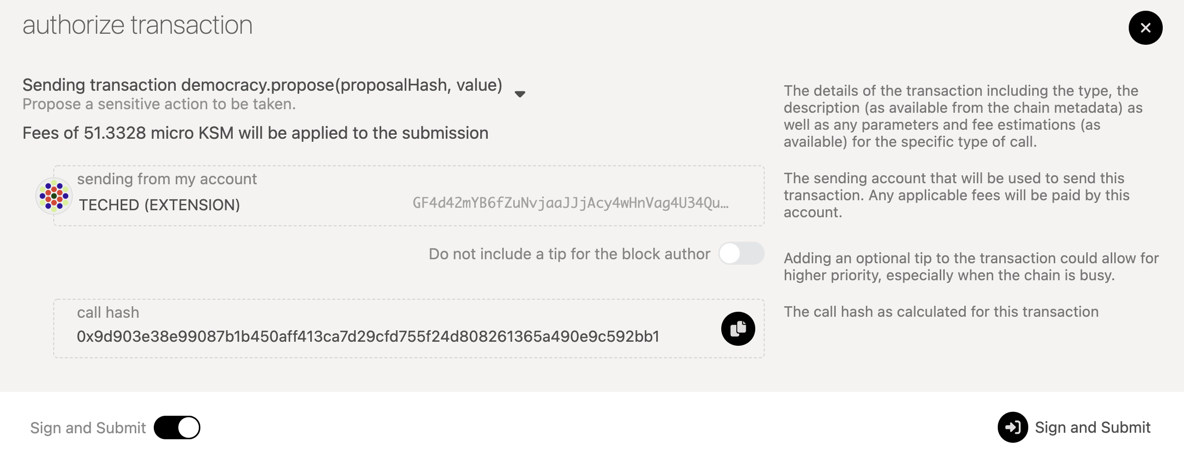 authorize transaction
Sending transaction democracy.propose(proposalHash, value)
Propose a sensitive action to be taken.
Fees of 51.3328 micro KSM will be applied to the submission
The details of the transaction including the type, the
description (as available from the chain metadata) as
well as any parameters and fee estimations (as
available) for the specific type of call.
sending from my account
TECHED (EXTENSION)
GF4d42mYB6fZuNvjaaJJjAcy4wHnVag4U34Qu…
The sending account that will be used to send this
transaction. Any applicable fees will be paid by this
account.
Do not include a tip for the block author
Adding an optional tip to the transaction could allow for
higher priority, especially when the chain is busy.
call hash
0x9d903e38e99087b1b450aff413ca7d29cfd755f24d808261365a490e9c592bb1
The call hash as calculated for this transaction
Sign and Submit
Sign and Submit